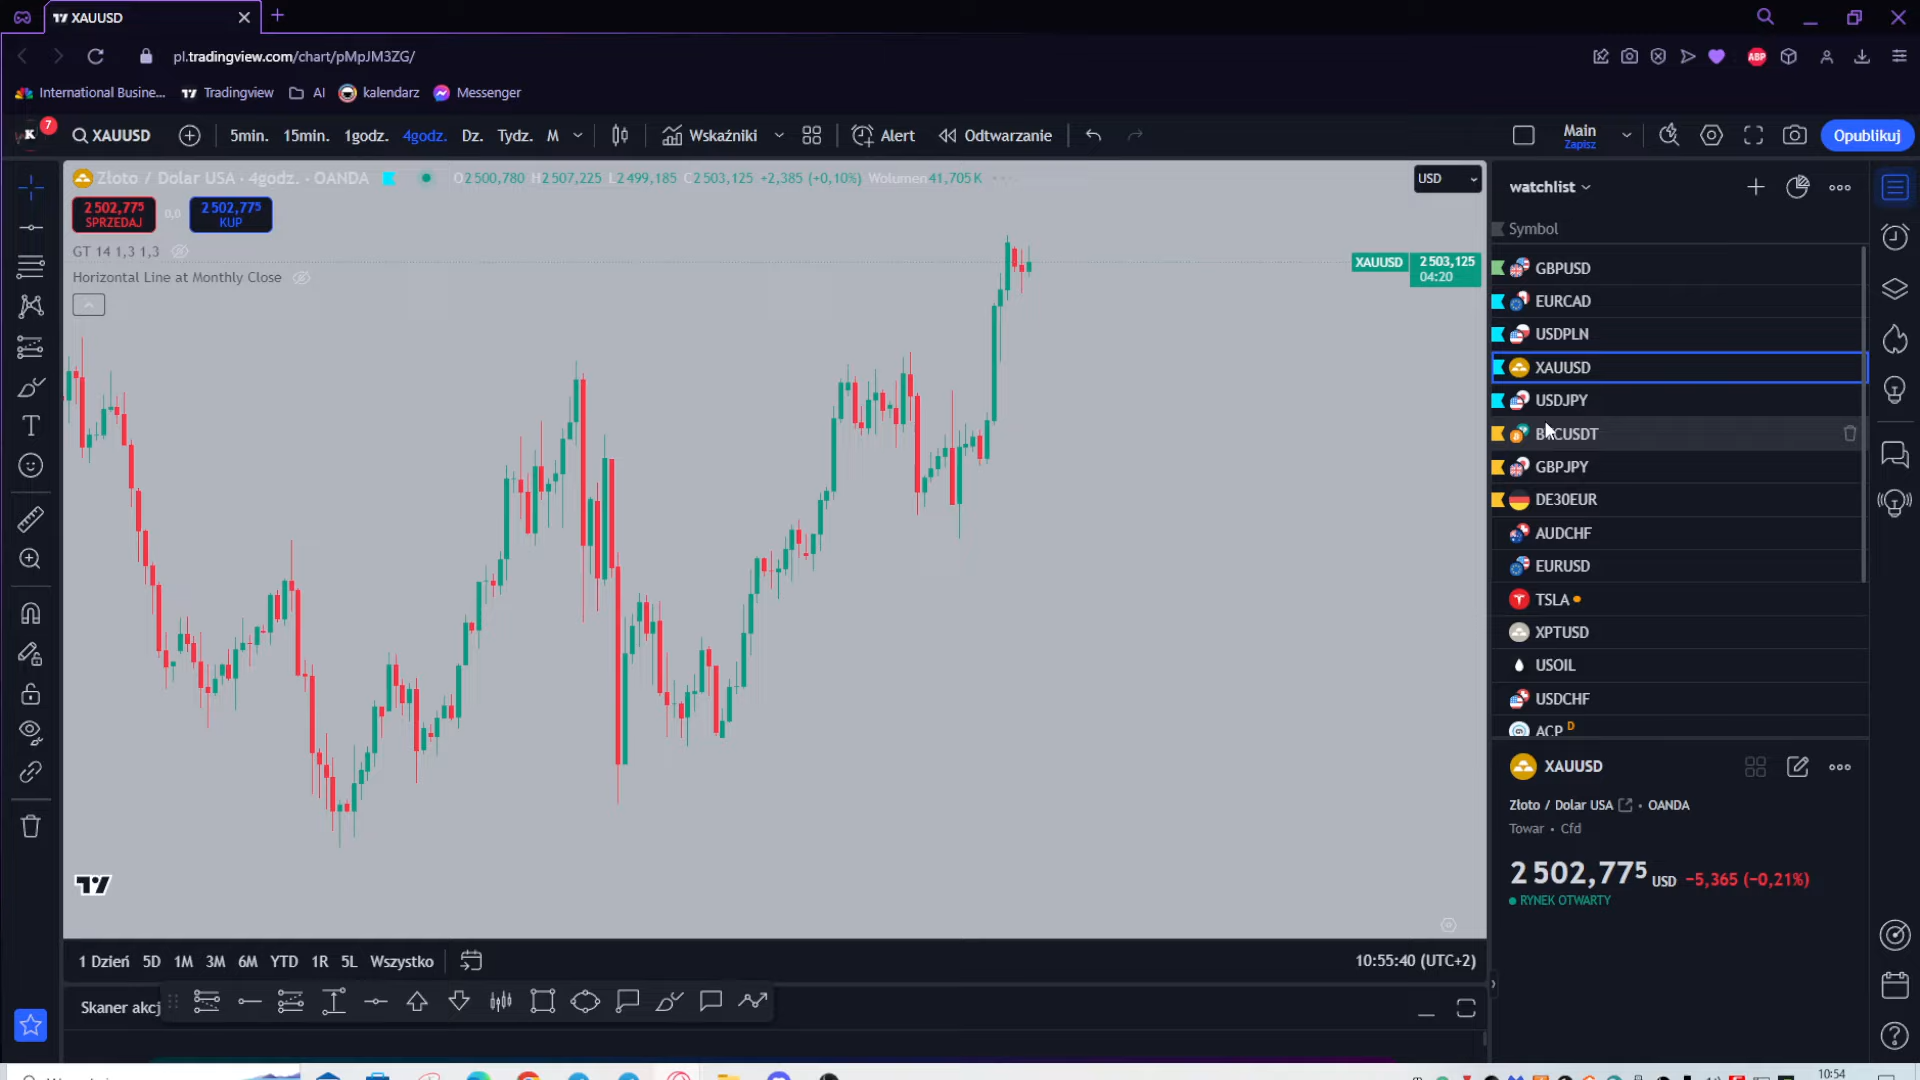 XAUUSD
pl.tradingview.com/chart/pMpJM3ZG/
ABP
International Busine... Tradingview AI kalendarz Messenger
K 7 XAUUSD 5min. 15min. 1godz. 4godz. Dz. Tydz. M Wskaźniki Alert Odtwarzanie Main Zapisz Opublikuj
Złoto / Dolar USA · 4godz. · OANDA O2 500,780 H2 507,225 L2 499,185 C2 503,125 +2,385 (+0,10%) Wolumen41,705 K USD
2 502,775 SPRZEDAJ 0,0 2 502,775 KUP
GT 14 1,3 1,3
Horizontal Line at Monthly Close
XAUUSD 2 503,125
04:20
watchlist
Symbol
GBPUSD
EURCAD
USDPLN
XAUUSD
USDJPY
BTCUSDT
GBPJPY
DE30EUR
AUDCHF
EURUSD
TSLA
XPTUSD
USOIL
USDCHF
ACP D
XAUUSD
Złoto / Dolar USA • OANDA
Towar • Cfd
2 502,775 USD −5,365 (−0,21%)
RYNEK OTWARTY
1 Dzień 5D 1M 3M 6M YTD 1R 5L Wszystko 10:55:40 (UTC+2)
Skaner akcj
10:54